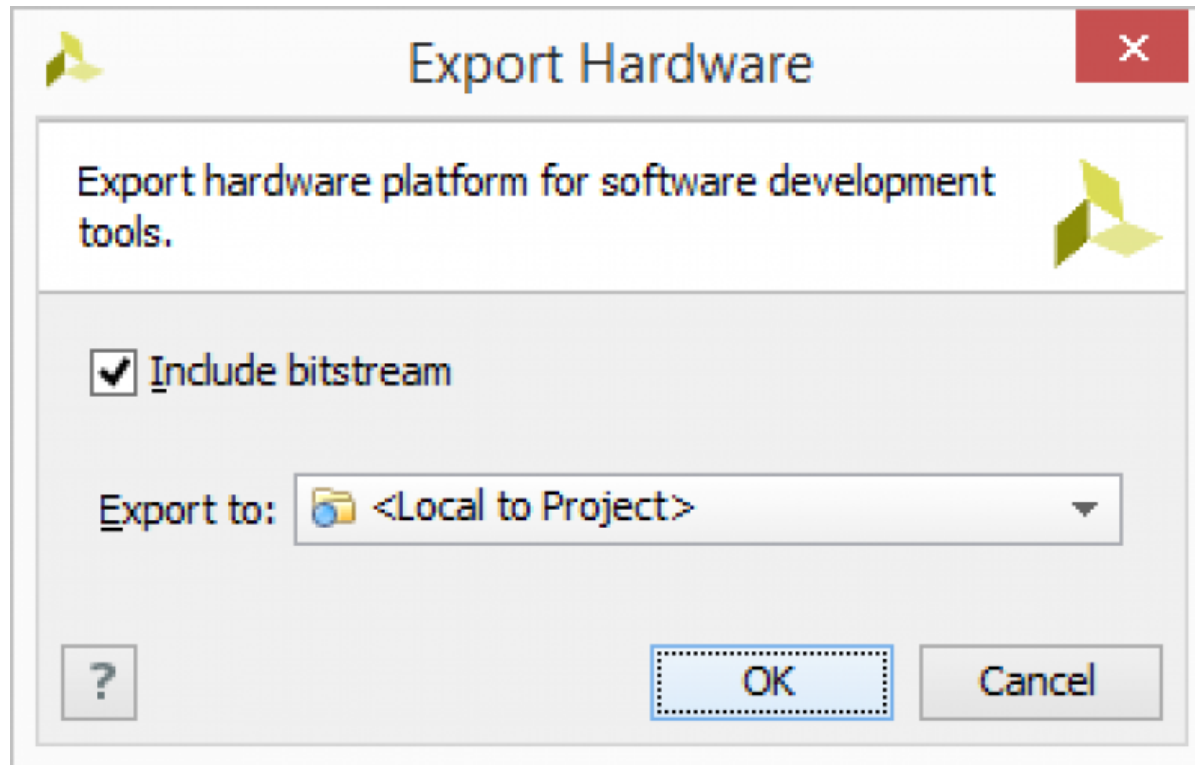 Export Hardware
Export hardware platform for software development
tools.
Include bitstream
Export to: <Local to Project>
? OK Cancel